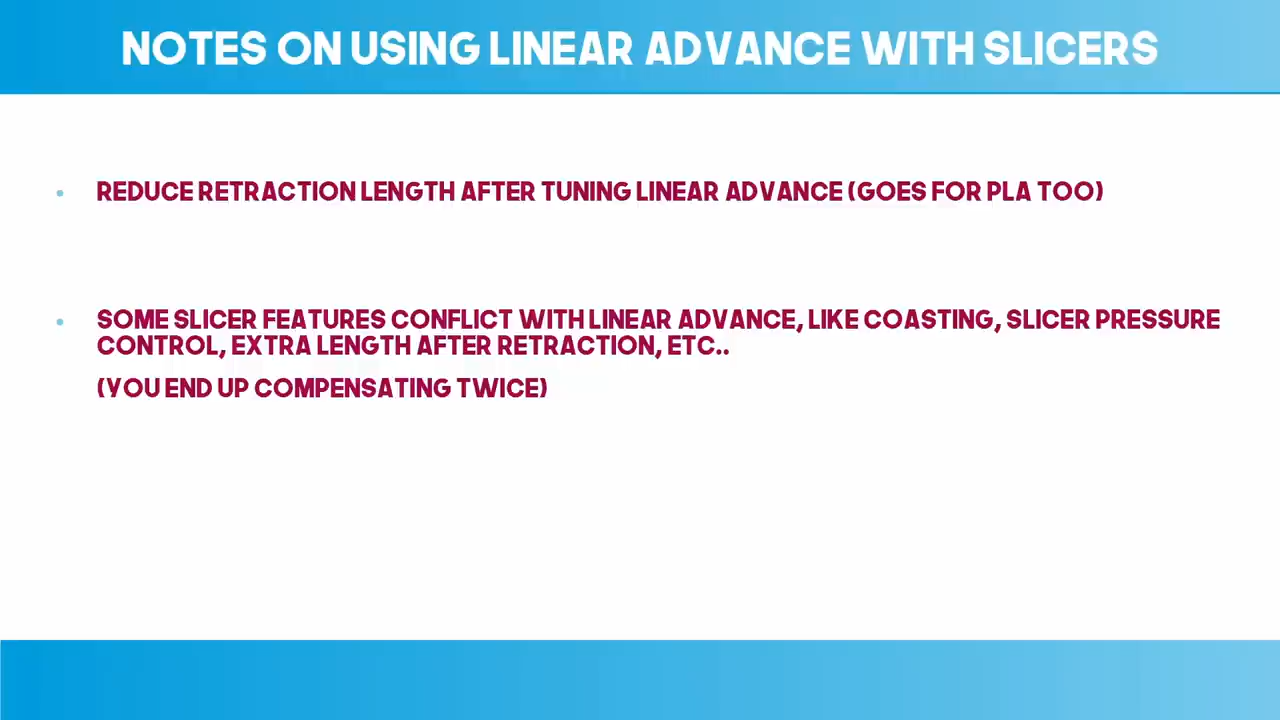 NOTES ON USING LINEAR ADVANCE WITH SLICERS
• REDUCE RETRACTION LENGTH AFTER TUNING LINEAR ADVANCE (GOES FOR PLA TOO)
• SOME SLICER FEATURES CONFLICT WITH LINEAR ADVANCE, LIKE COASTING, SLICER PRESSURE
CONTROL, EXTRA LENGTH AFTER RETRACTION, ETC..
(YOU END UP COMPENSATING TWICE)